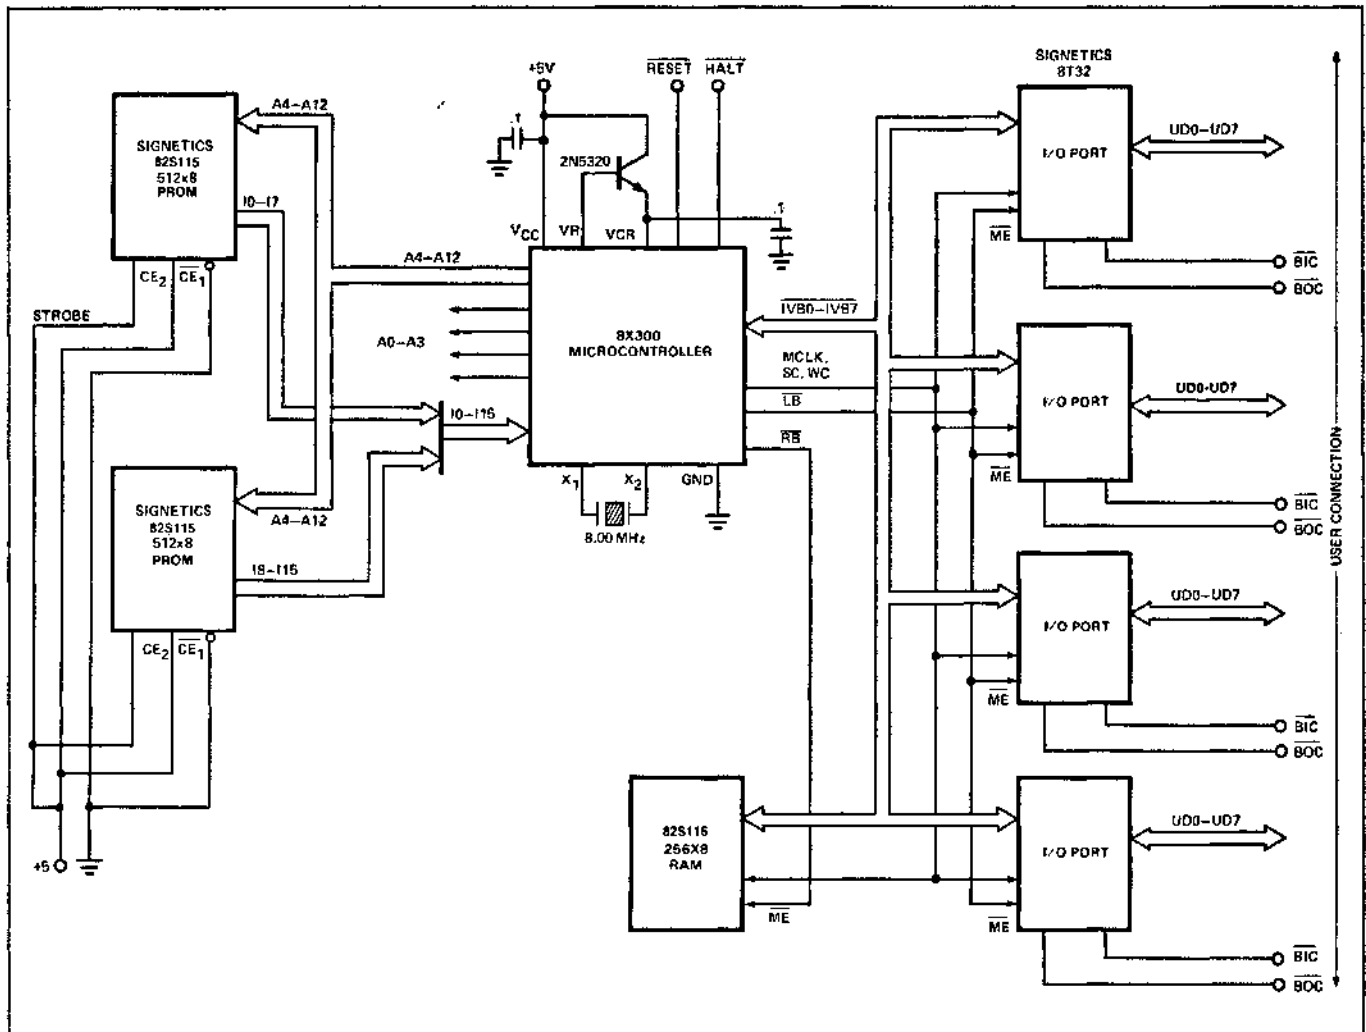 SIGNETICS
8T32
+5V
RESET
HALT
A4–A12
.1
SIGNETICS
82S115
512x8
PROM
2N5320
UD0–UD7
I/O PORT
I0–I7
.1
VCC
VR
VCR
ME
A4–A12
CE2
CE1
BIC
BOC
STROBE
IVB0–IVB7
8X300
MICROCONTROLLER
A0–A3
MCLK,
SC, WC
UD0–UD7
I/O PORT
LB
I0–I15
RB
ME
X1
X2
GND
SIGNETICS
82S115
512x8
PROM
A4–A12
8.00 MHz
BIC
BOC
USER CONNECTION
I8–I15
UD0–UD7
I/O PORT
CE2
CE1
ME
BIC
BOC
82S116
256X8
RAM
UD0–UD7
I/O PORT
+5
ME
ME
BIC
BOC